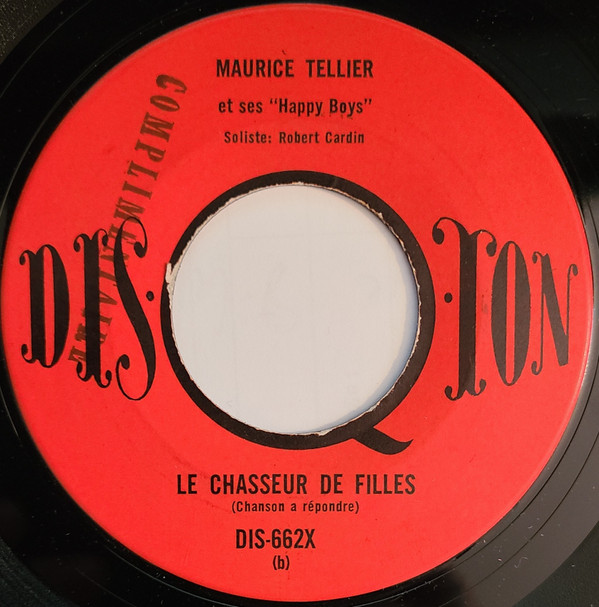 MAURICE TELLIER
et ses "Happy Boys"
Soliste: Robert Cardin
COMPLIMENTAIRE
DIS·Q·ION
LE CHASSEUR DE FILLES
(Chanson a répondre)
DIS-662X
(b)